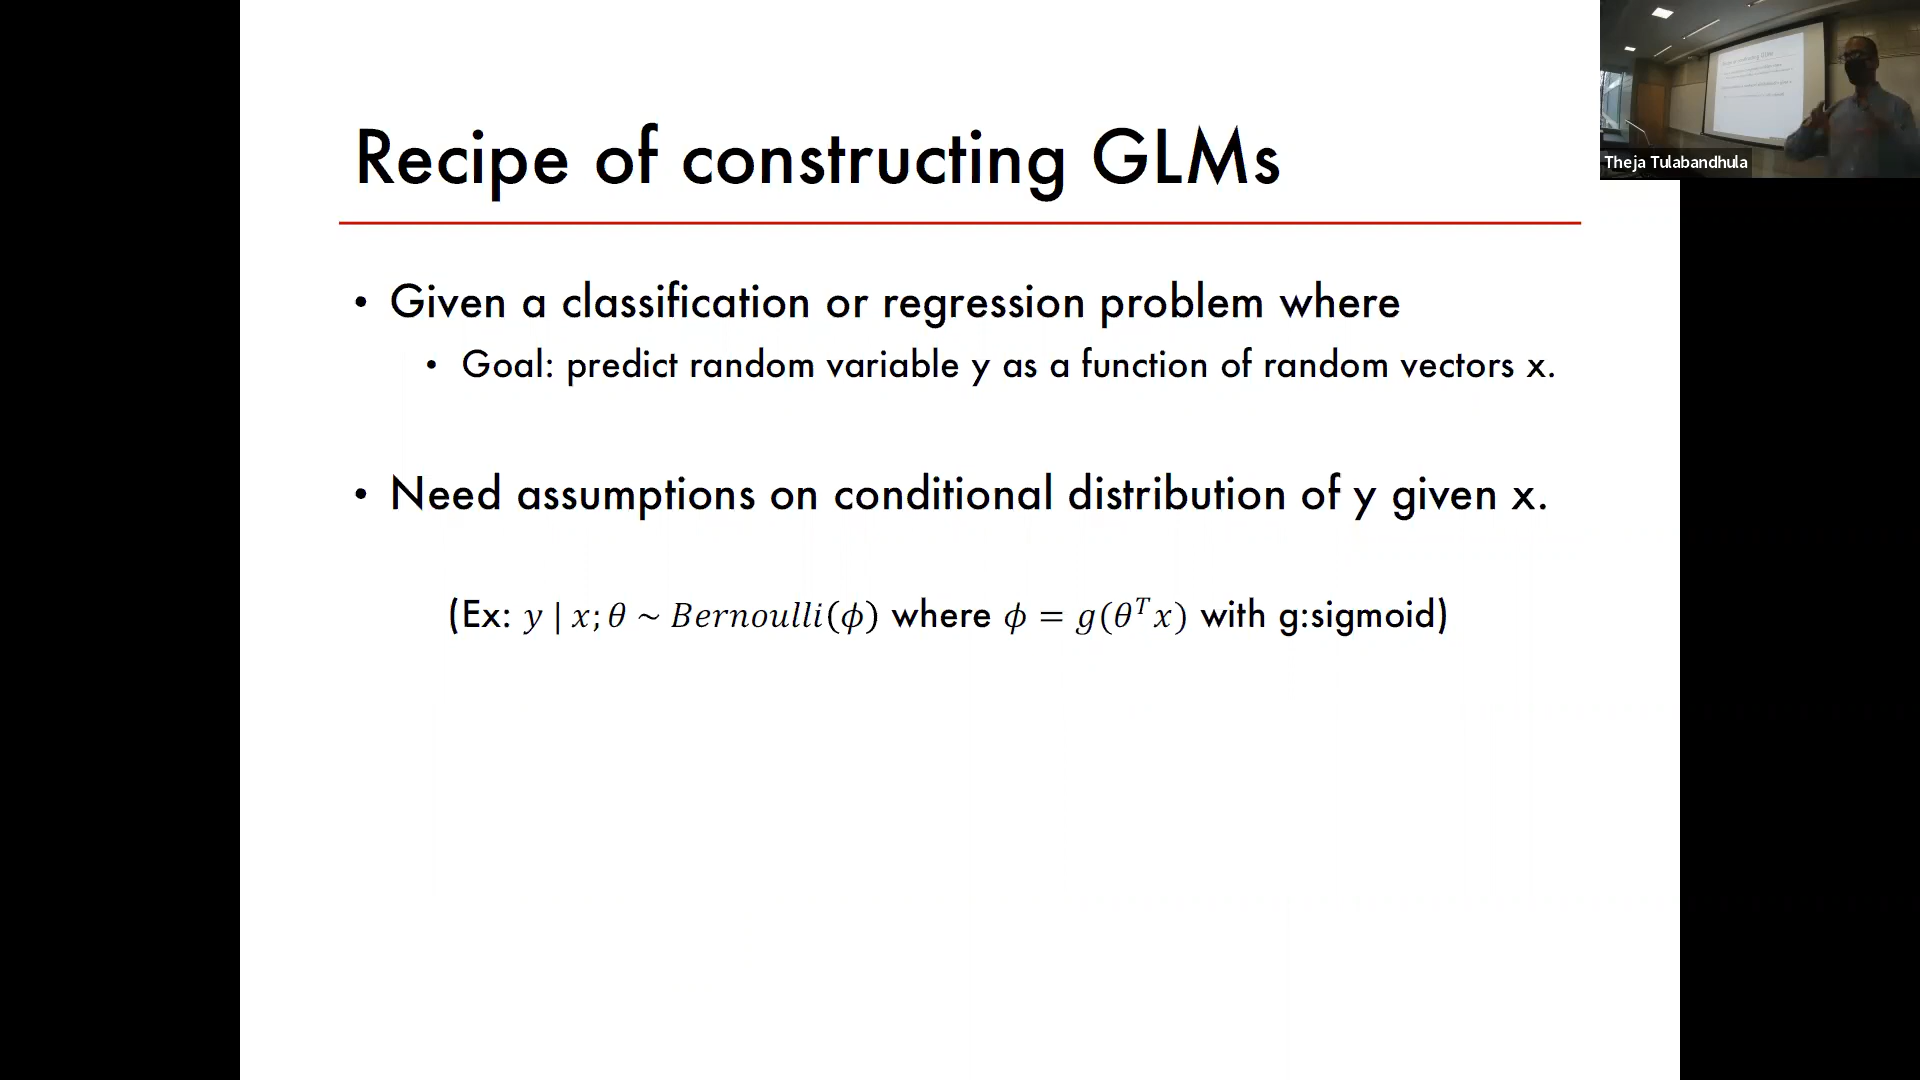 Recipe of constructing GLMs
• Given a classification or regression problem where
• Goal: predict random variable y as a function of random vectors x.
• Need assumptions on conditional distribution of y given x.
(Ex: y | x; θ ~ Bernoulli(ϕ) where ϕ = g(θᵀx) with g:sigmoid)
Theja Tulabandhula